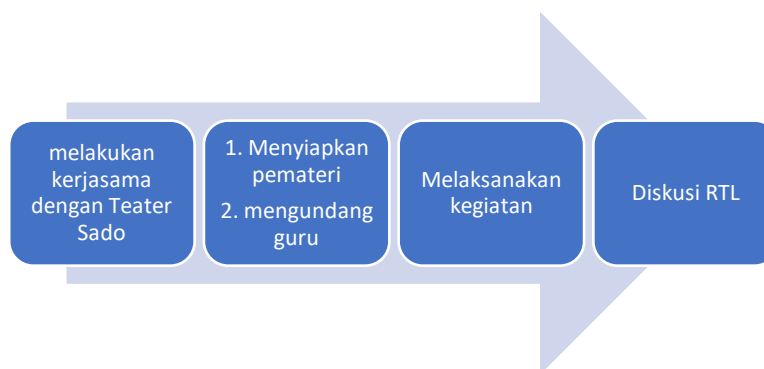 melakukan
kerjasama
dengan Teater
Sado
1. Menyiapkan
pemateri
2. mengundang
guru
Melaksanakan
kegiatan
Diskusi RTL